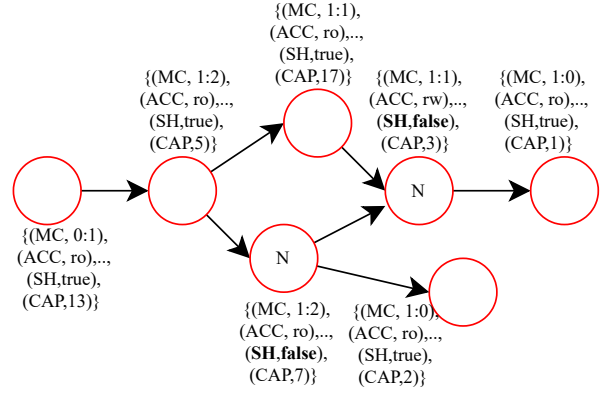 {(MC, 1:1),
(ACC, ro),..,
(SH,true),
(CAP,17)}
{(MC, 1:2),
(ACC, ro),..,
(SH,true),
(CAP,5)}
{(MC, 1:1),
(ACC, rw),..,
(SH,false),
(CAP,3)}
{(MC, 1:0),
(ACC, ro),..,
(SH,true),
(CAP,1)}
N
{(MC, 0:1),
(ACC, ro),..,
(SH,true),
(CAP,13)}
N
{(MC, 1:2),
(ACC, ro),..,
(SH,false),
(CAP,7)}
{(MC, 1:0),
(ACC, ro),..,
(SH,true),
(CAP,2)}